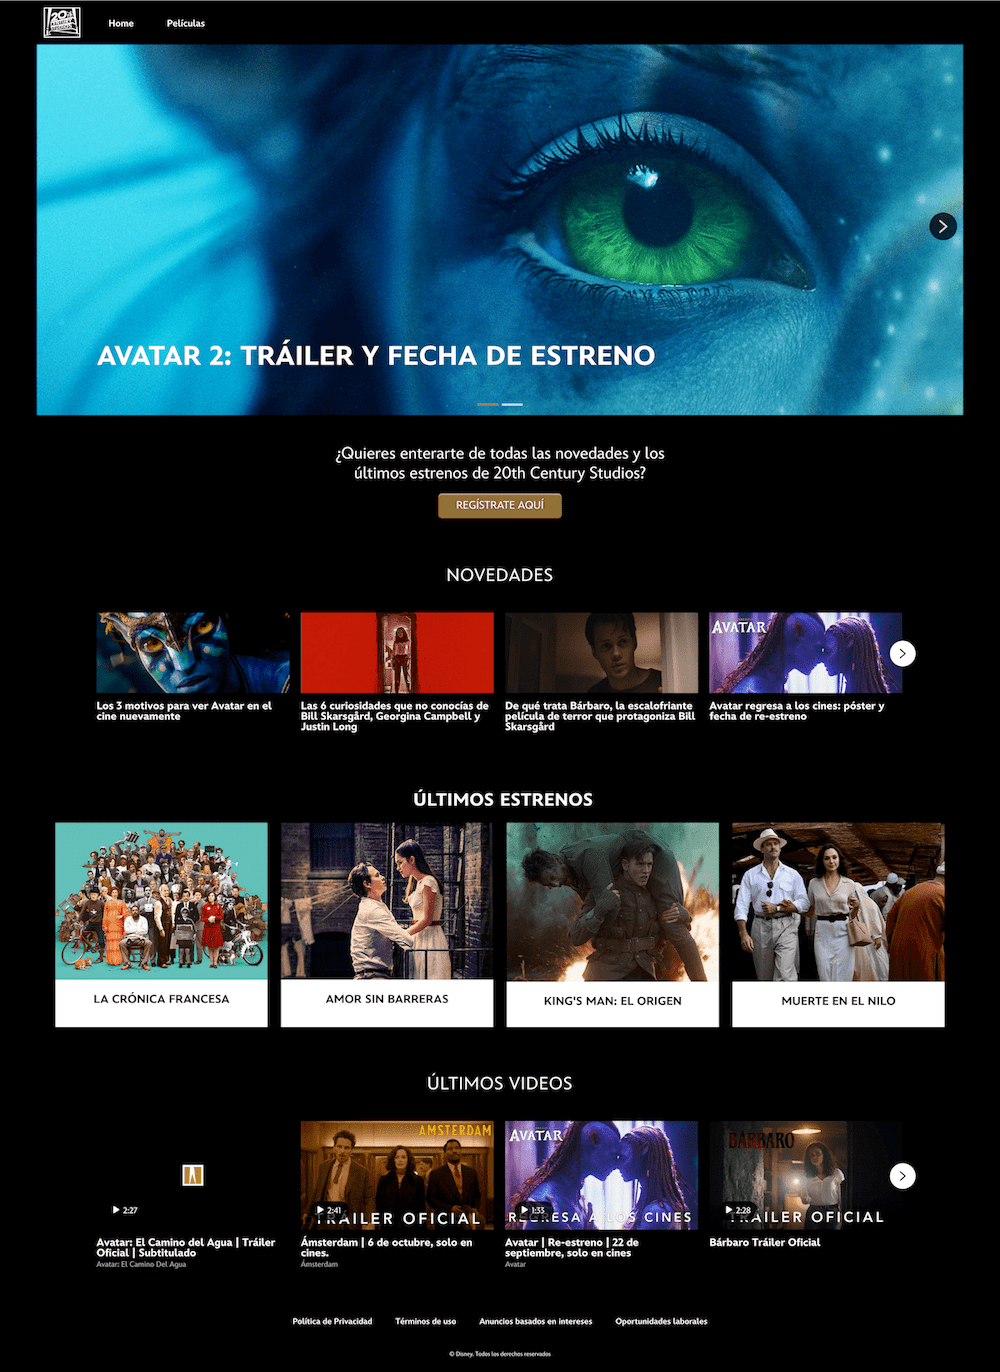 20th
CENTURY
STUDIOS
Home
Películas
AVATAR 2: TRÁILER Y FECHA DE ESTRENO
¿Quieres enterarte de todas las novedades y los
últimos estrenos de 20th Century Studios?
REGÍSTRATE AQUÍ
NOVEDADES
AVATAR
Los 3 motivos para ver Avatar en el
cine nuevamente
Las 6 curiosidades que no conocías de
Bill Skarsgård, Georgina Campbell y
Justin Long
De qué trata Bárbaro, la escalofriante
película de terror que protagoniza Bill
Skarsgård
Avatar regresa a los cines: póster y
fecha de re-estreno
ÚLTIMOS ESTRENOS
LA CRÓNICA FRANCESA
AMOR SIN BARRERAS
KING'S MAN: EL ORIGEN
MUERTE EN EL NILO
ÚLTIMOS VIDEOS
2:27
AMSTERDAM
2:41
TRÁILER OFICIAL
AVATAR
1:33
REGRESA A LOS CINES
BÁRBARO
2:28
TRÁILER OFICIAL
Avatar: El Camino del Agua | Tráiler
Oficial | Subtitulado
Avatar: El Camino Del Agua
Ámsterdam | 6 de octubre, solo en
cines.
Ámsterdam
Avatar | Re-estreno | 22 de
septiembre, solo en cines
Avatar
Bárbaro Tráiler Oficial
Política de Privacidad
Términos de uso
Anuncios basados en intereses
Oportunidades laborales
© Disney. Todos los derechos reservados